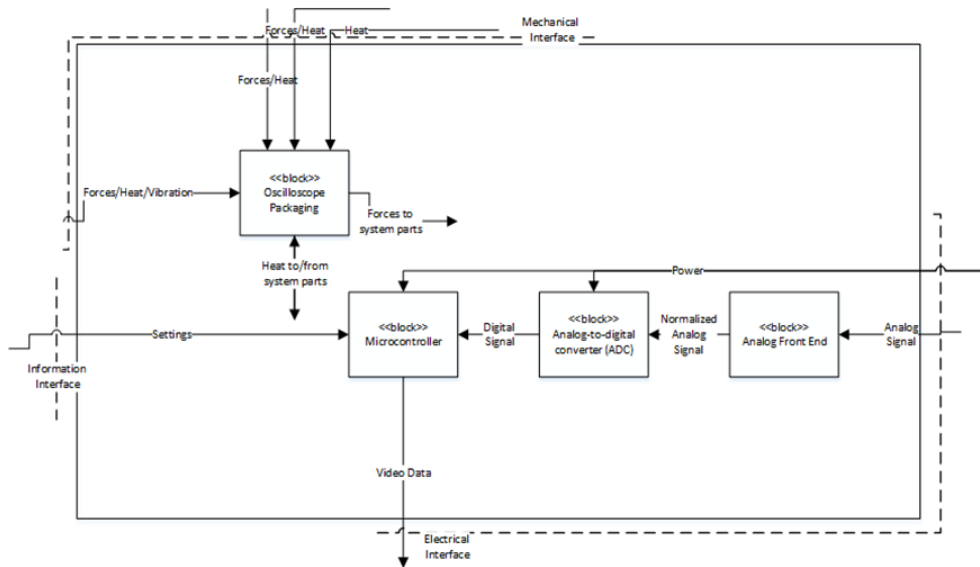 Mechanical
Interface
Forces/Heat
Heat
Forces/Heat
<<block>>
Oscilloscope
Packaging
Forces/Heat/Vibration
Forces to
system parts
Heat to/from
system parts
Power
<<block>>
Microcontroller
<<block>>
Analog-to-digital
converter (ADC)
<<block>>
Analog Front End
Settings
Digital
Signal
Normalized
Analog
Signal
Analog
Signal
Information
Interface
Video Data
Electrical
Interface